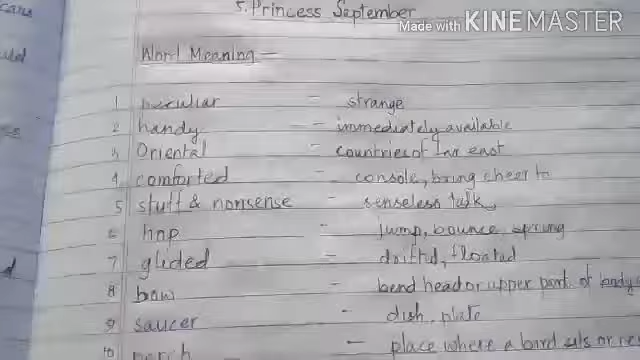 5. Princess September
Made with KINEMASTER
Word Meaning -
1 peculiar - strange
2 handy - immediately available
3 Oriental - countries of far east
4 comforted - console, bring cheer to
5 stuff & nonsense - senseless talk
6 hop - jump, bounce, spring
7 glided - drifted, floated
8 bow - bend head or upper part of body
9 saucer - dish, plate
10 perch - place where a bird